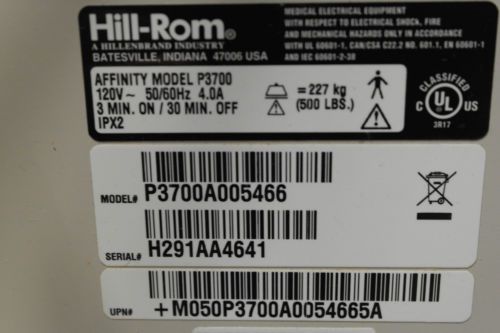 Hill-Rom®
A HILLENBRAND INDUSTRY
BATESVILLE, INDIANA 47006 USA
MEDICAL ELECTRICAL EQUIPMENT
WITH RESPECT TO ELECTRIC SHOCK, FIRE
AND MECHANICAL HAZARDS ONLY IN ACCORDANCE
WITH UL 60601-1, CAN/CSA C22.2 NO. 601.1, EN 60601-1
AND IEC 60601-2-38
AFFINITY MODEL P3700
120V~ 50/60Hz 4.0A
3 MIN. ON / 30 MIN. OFF
IPX2
= 227 kg
(500 LBS.)
CLASSIFIED
C UL US
3R17
MODEL# P3700A005466
SERIAL# H291AA4641
UPN# +M050P3700A0054665A